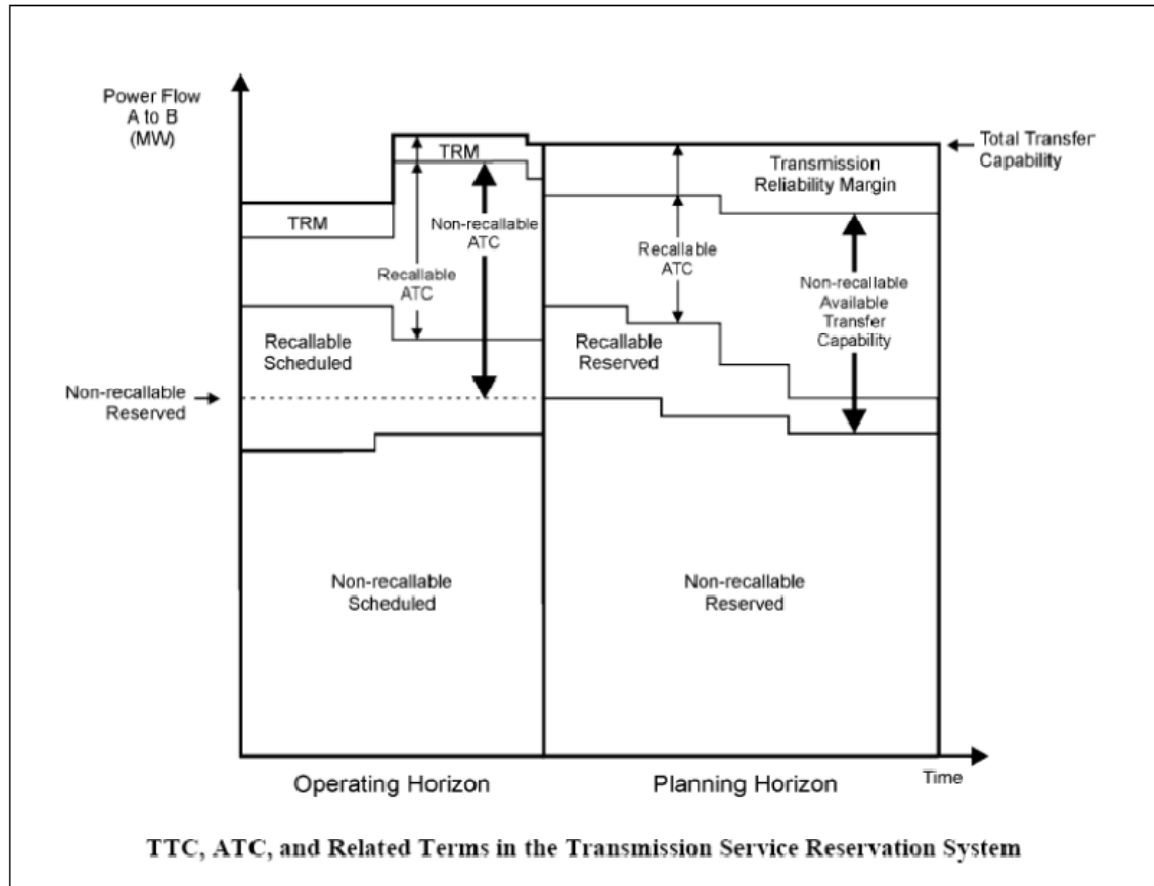 Power Flow
A to B
(MW)
TRM
Total Transfer
Capability
Transmission
Reliability Margin
TRM
Non-recallable
ATC
Recallable
ATC
Recallable
ATC
Non-recallable
Available
Transfer
Capability
Recallable
Scheduled
Recallable
Reserved
Non-recallable
Reserved
Non-recallable
Scheduled
Non-recallable
Reserved
Operating Horizon
Planning Horizon
Time
TTC, ATC, and Related Terms in the Transmission Service Reservation System